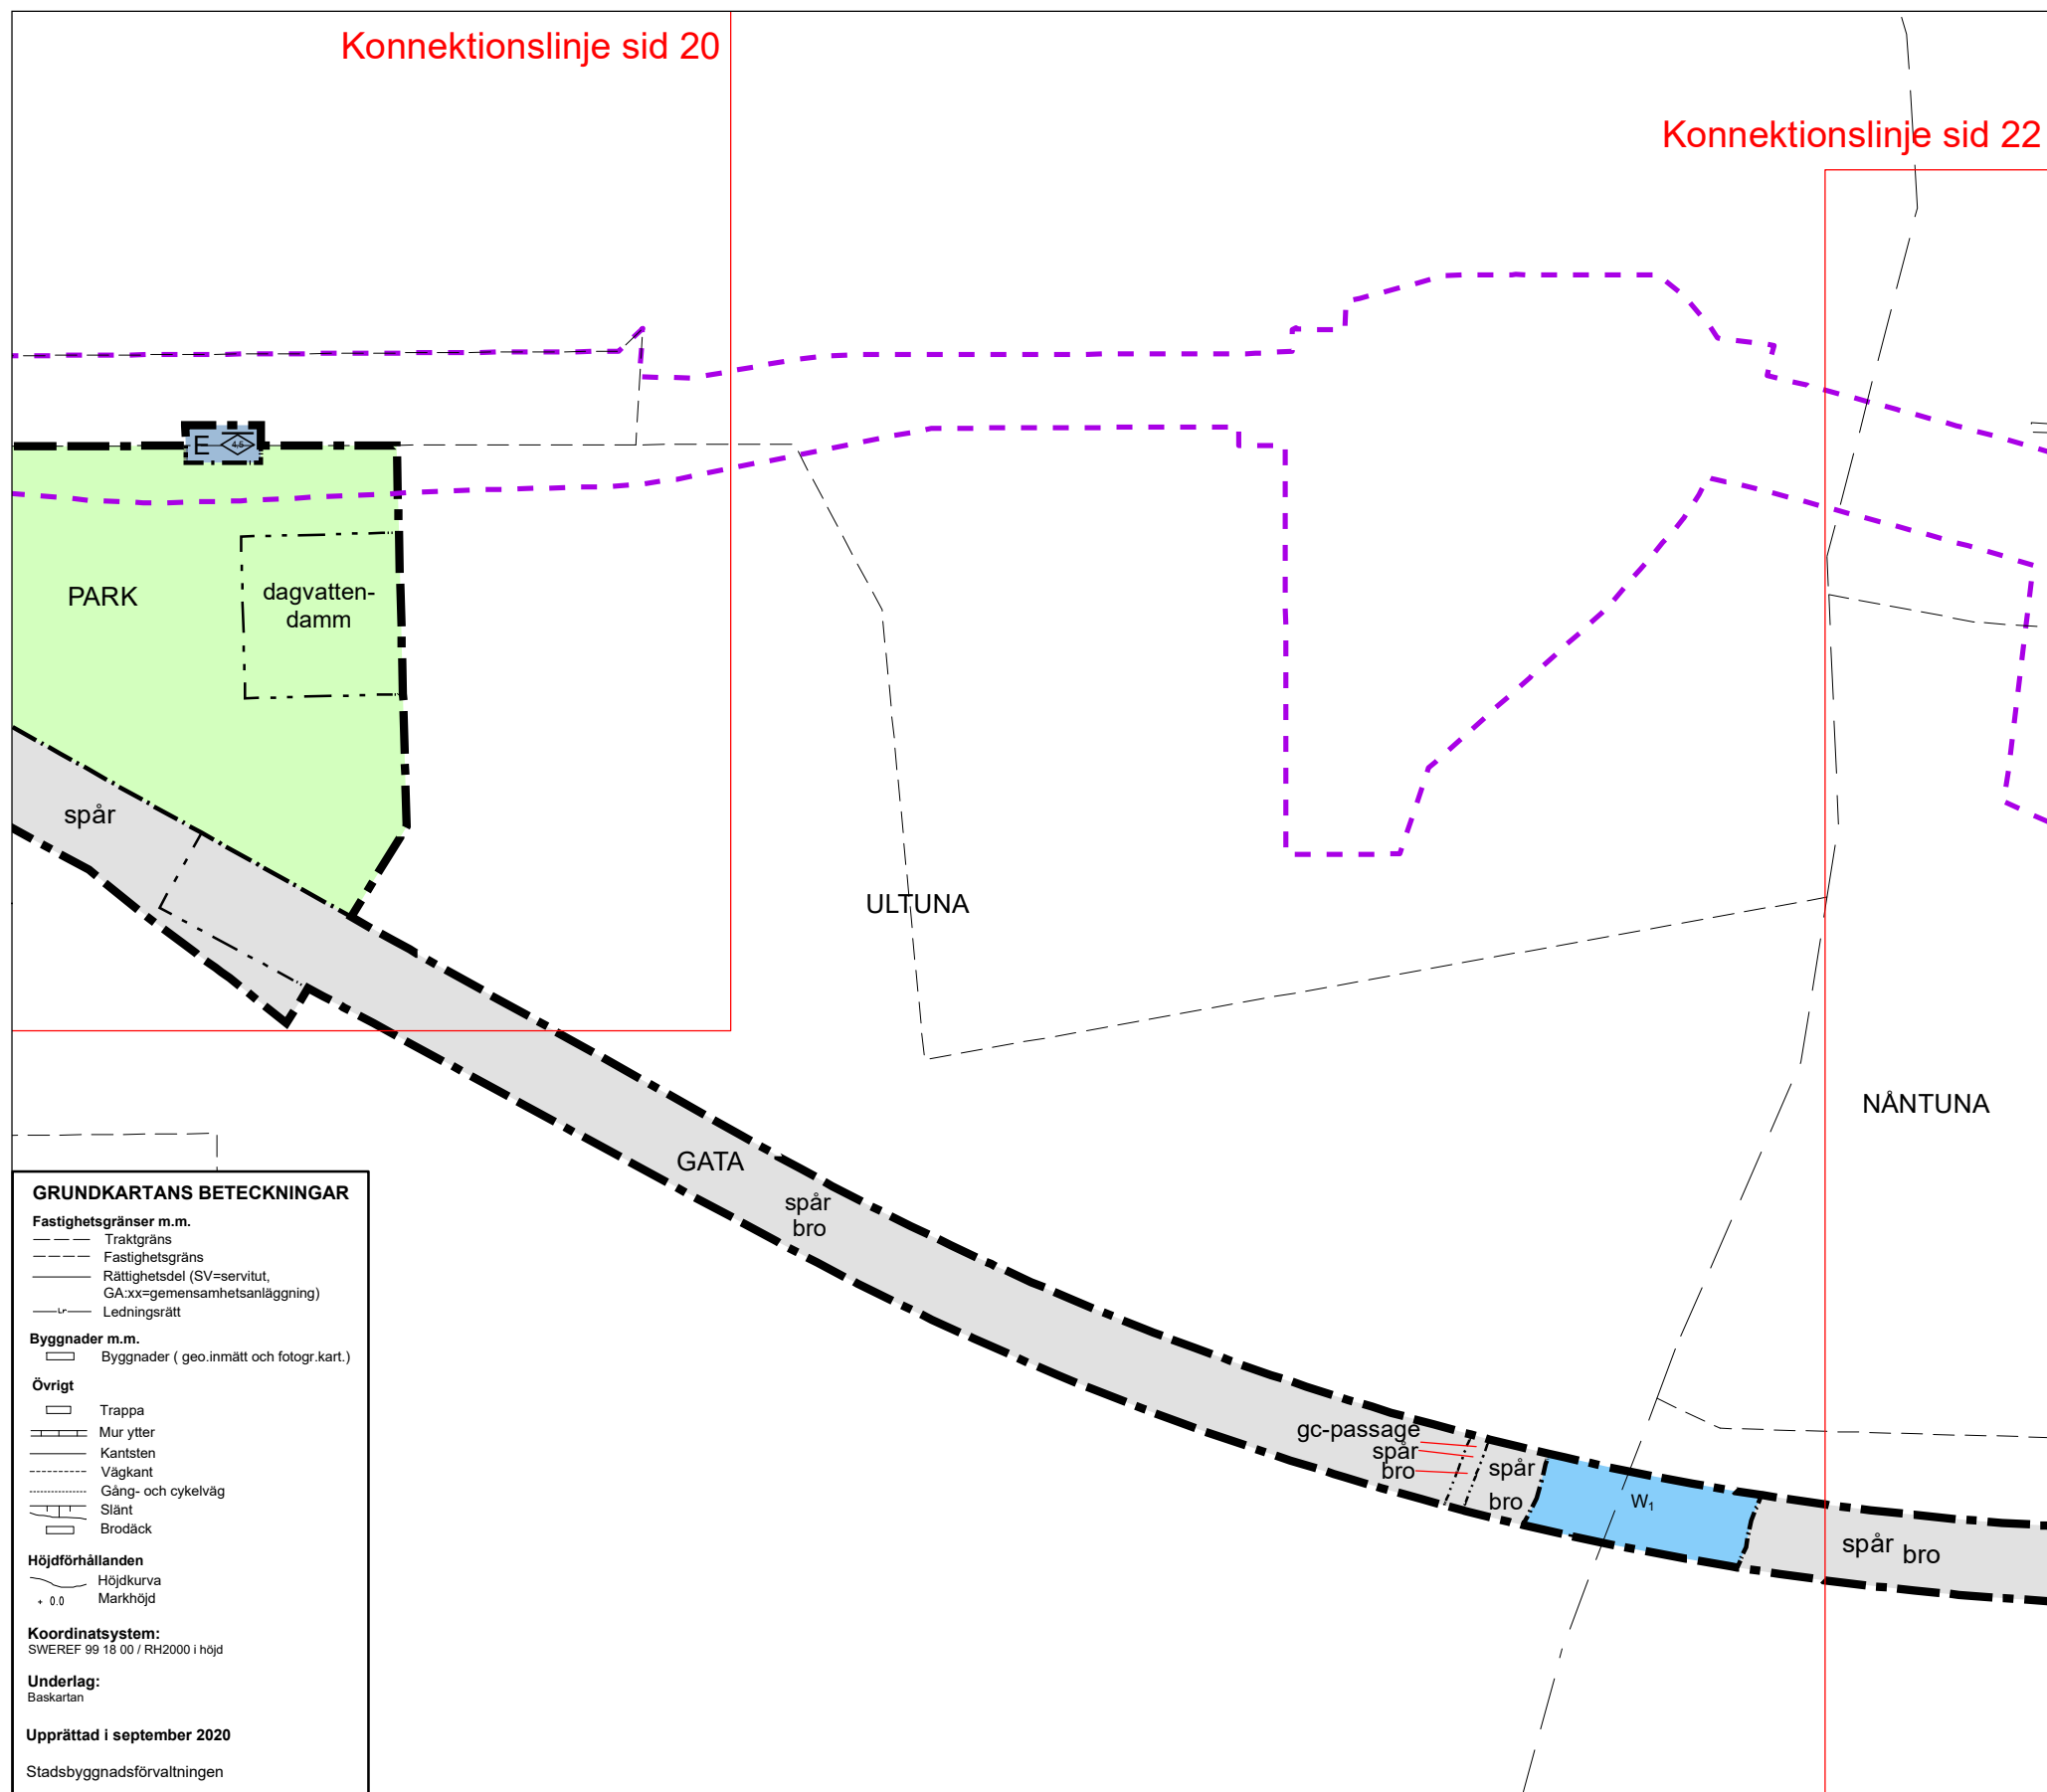 Konnektionslinje sid 20
Konnektionslinje sid 22
E
4.5
PARK
dagvatten-
damm
spår
ULTUNA
NÅNTUNA
GATA
spår
bro
gc-passage
spår
bro
spår
bro
W₁
spår bro
GRUNDKARTANS BETECKNINGAR
Fastighetsgränser m.m.
Traktgräns
Fastighetsgräns
Rättighetsdel (SV=servitut,
GA:xx=gemensamhetsanläggning)
Lr Ledningsrätt
Byggnader m.m.
Byggnader ( geo.inmätt och fotogr.kart.)
Övrigt
Trappa
Mur ytter
Kantsten
Vägkant
Gång- och cykelväg
Slänt
Brodäck
Höjdförhållanden
Höjdkurva
+ 0.0 Markhöjd
Koordinatsystem:
SWEREF 99 18 00 / RH2000 i höjd
Underlag:
Baskartan
Upprättad i september 2020
Stadsbyggnadsförvaltningen